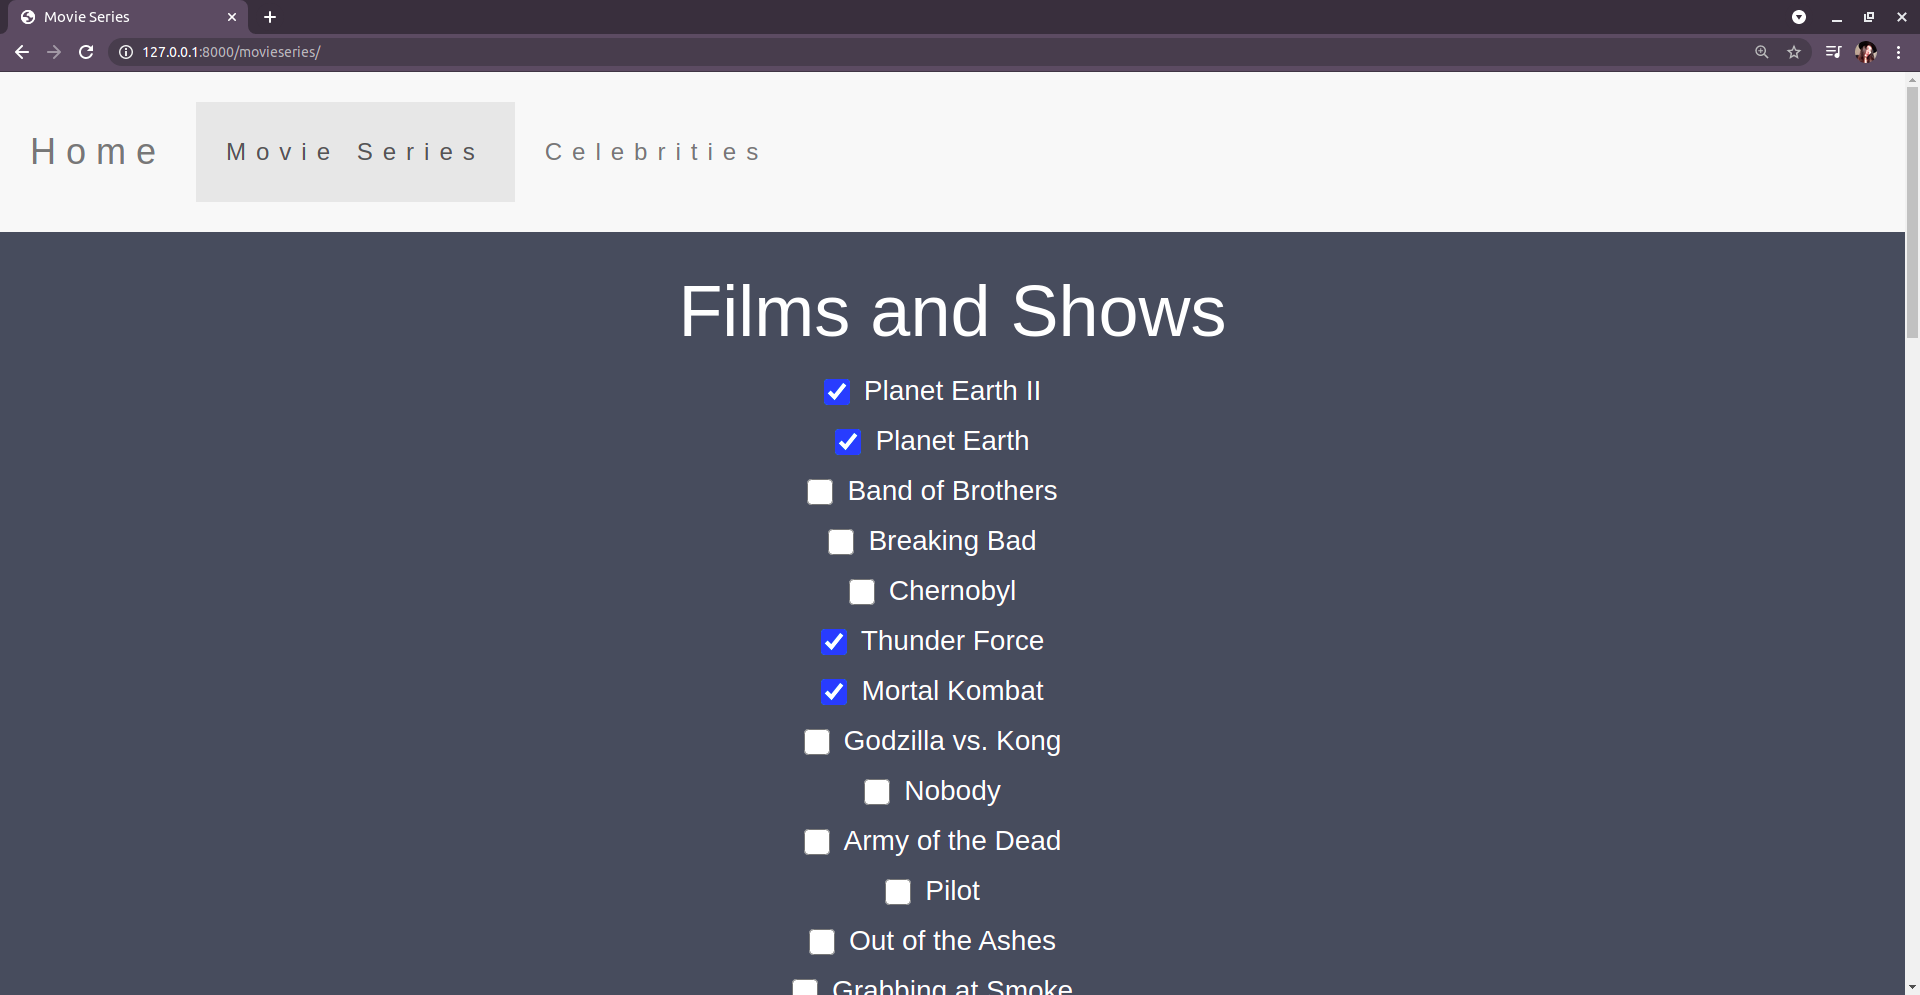 Movie Series
127.0.0.1:8000/movieseries/
Home Movie Series Celebrities
Films and Shows
Planet Earth II
Planet Earth
Band of Brothers
Breaking Bad
Chernobyl
Thunder Force
Mortal Kombat
Godzilla vs. Kong
Nobody
Army of the Dead
Pilot
Out of the Ashes
Grabbing at Smoke